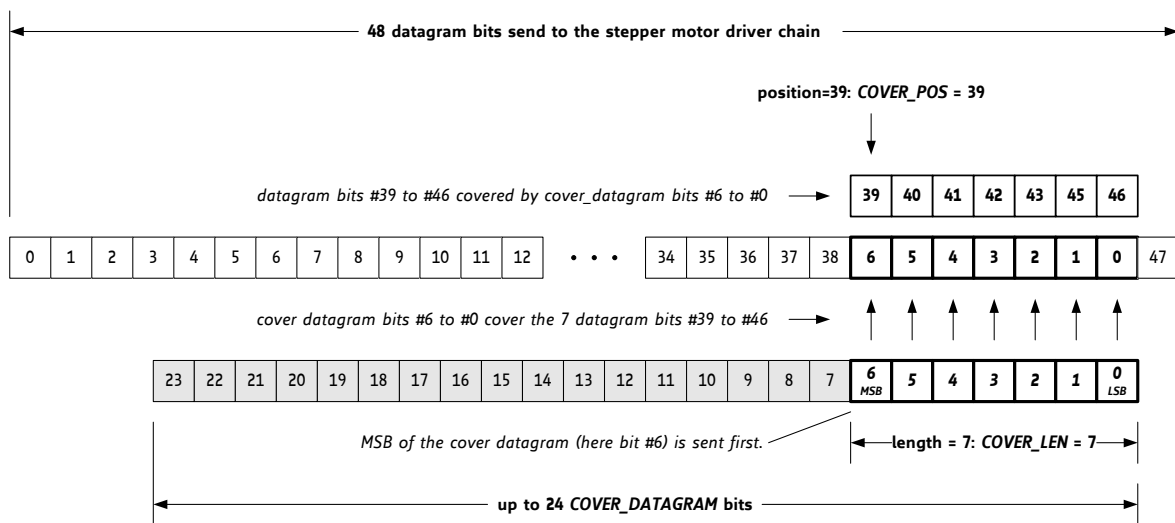 48 datagram bits send to the stepper motor driver chain
position=39: COVER_POS = 39
datagram bits #39 to #46 covered by cover_datagram bits #6 to #0
39 40 41 42 43 45 46
0 1 2 3 4 5 6 7 8 9 10 11 12 • • • 34 35 36 37 38 6 5 4 3 2 1 0 47
cover datagram bits #6 to #0 cover the 7 datagram bits #39 to #46
23 22 21 20 19 18 17 16 15 14 13 12 11 10 9 8 7 6 5 4 3 2 1 0
MSB LSB
MSB of the cover datagram (here bit #6) is sent first.
length = 7: COVER_LEN = 7
up to 24 COVER_DATAGRAM bits